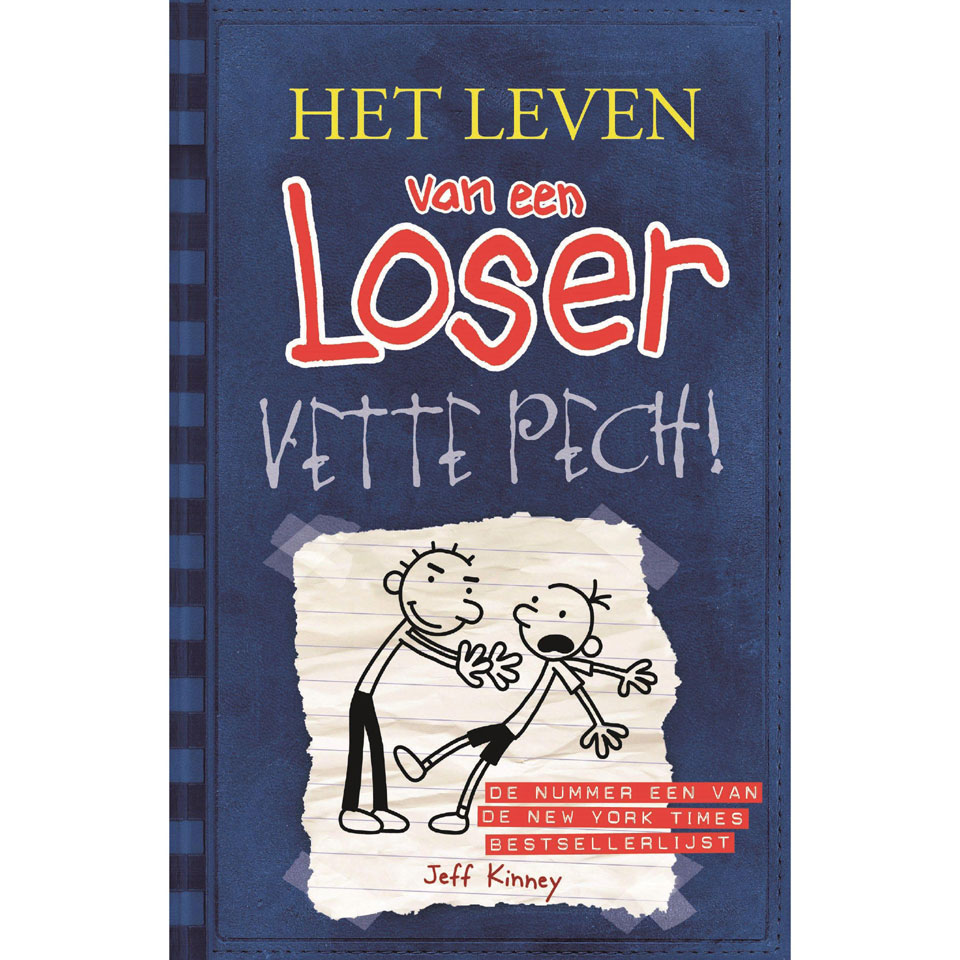 HET LEVEN
van een
Loser
VETTE PECH!
DE NUMMER EEN VAN
DE NEW YORK TIMES
BESTSELLERLIJST
Jeff Kinney